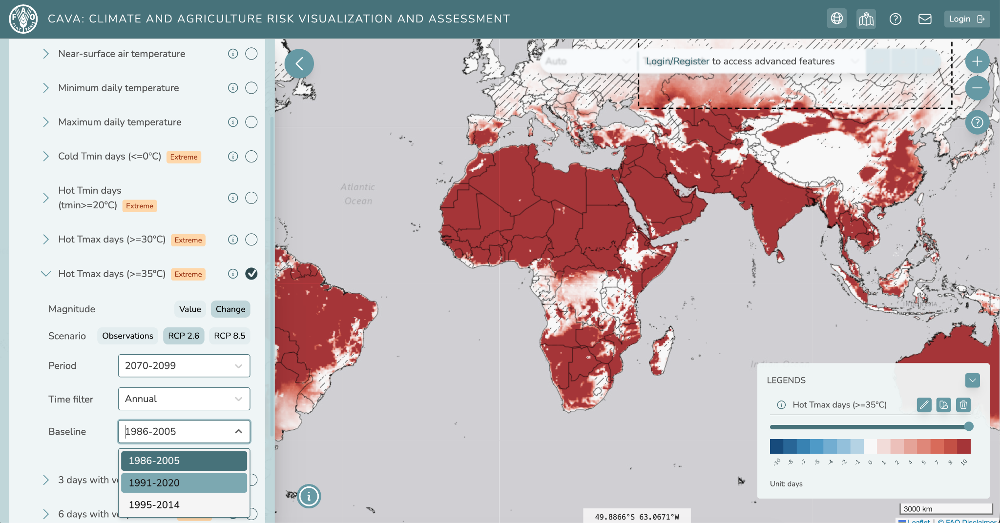 FAO
FIAT PANIS
CAVA: CLIMATE AND AGRICULTURE RISK VISUALIZATION AND ASSESSMENT
Login
Near-surface air temperature
Minimum daily temperature
Maximum daily temperature
Cold Tmin days (<=0°C) Extreme
Hot Tmin days
(tmin>=20°C) Extreme
Hot Tmax days (>=30°C) Extreme
Hot Tmax days (>=35°C) Extreme
Magnitude Value Change
Scenario Observations RCP 2.6 RCP 8.5
Period 2070-2099
Time filter Annual
Baseline 1986-2005
1986-2005
1991-2020
1995-2014
3 days with v
6 days with v
Auto
Login/Register to access advanced features
Atlantic
Ocean
INDONESIA
Indian Ocean
LEGENDS
Hot Tmax days (>=35°C)
-10 -8 -7 -5 -4 -2 -1 0 1 2 4 5 7 8 10
Unit: days
49.8866°S 63.0671°W
3000 km
Leaflet | © FAO Disclaimer